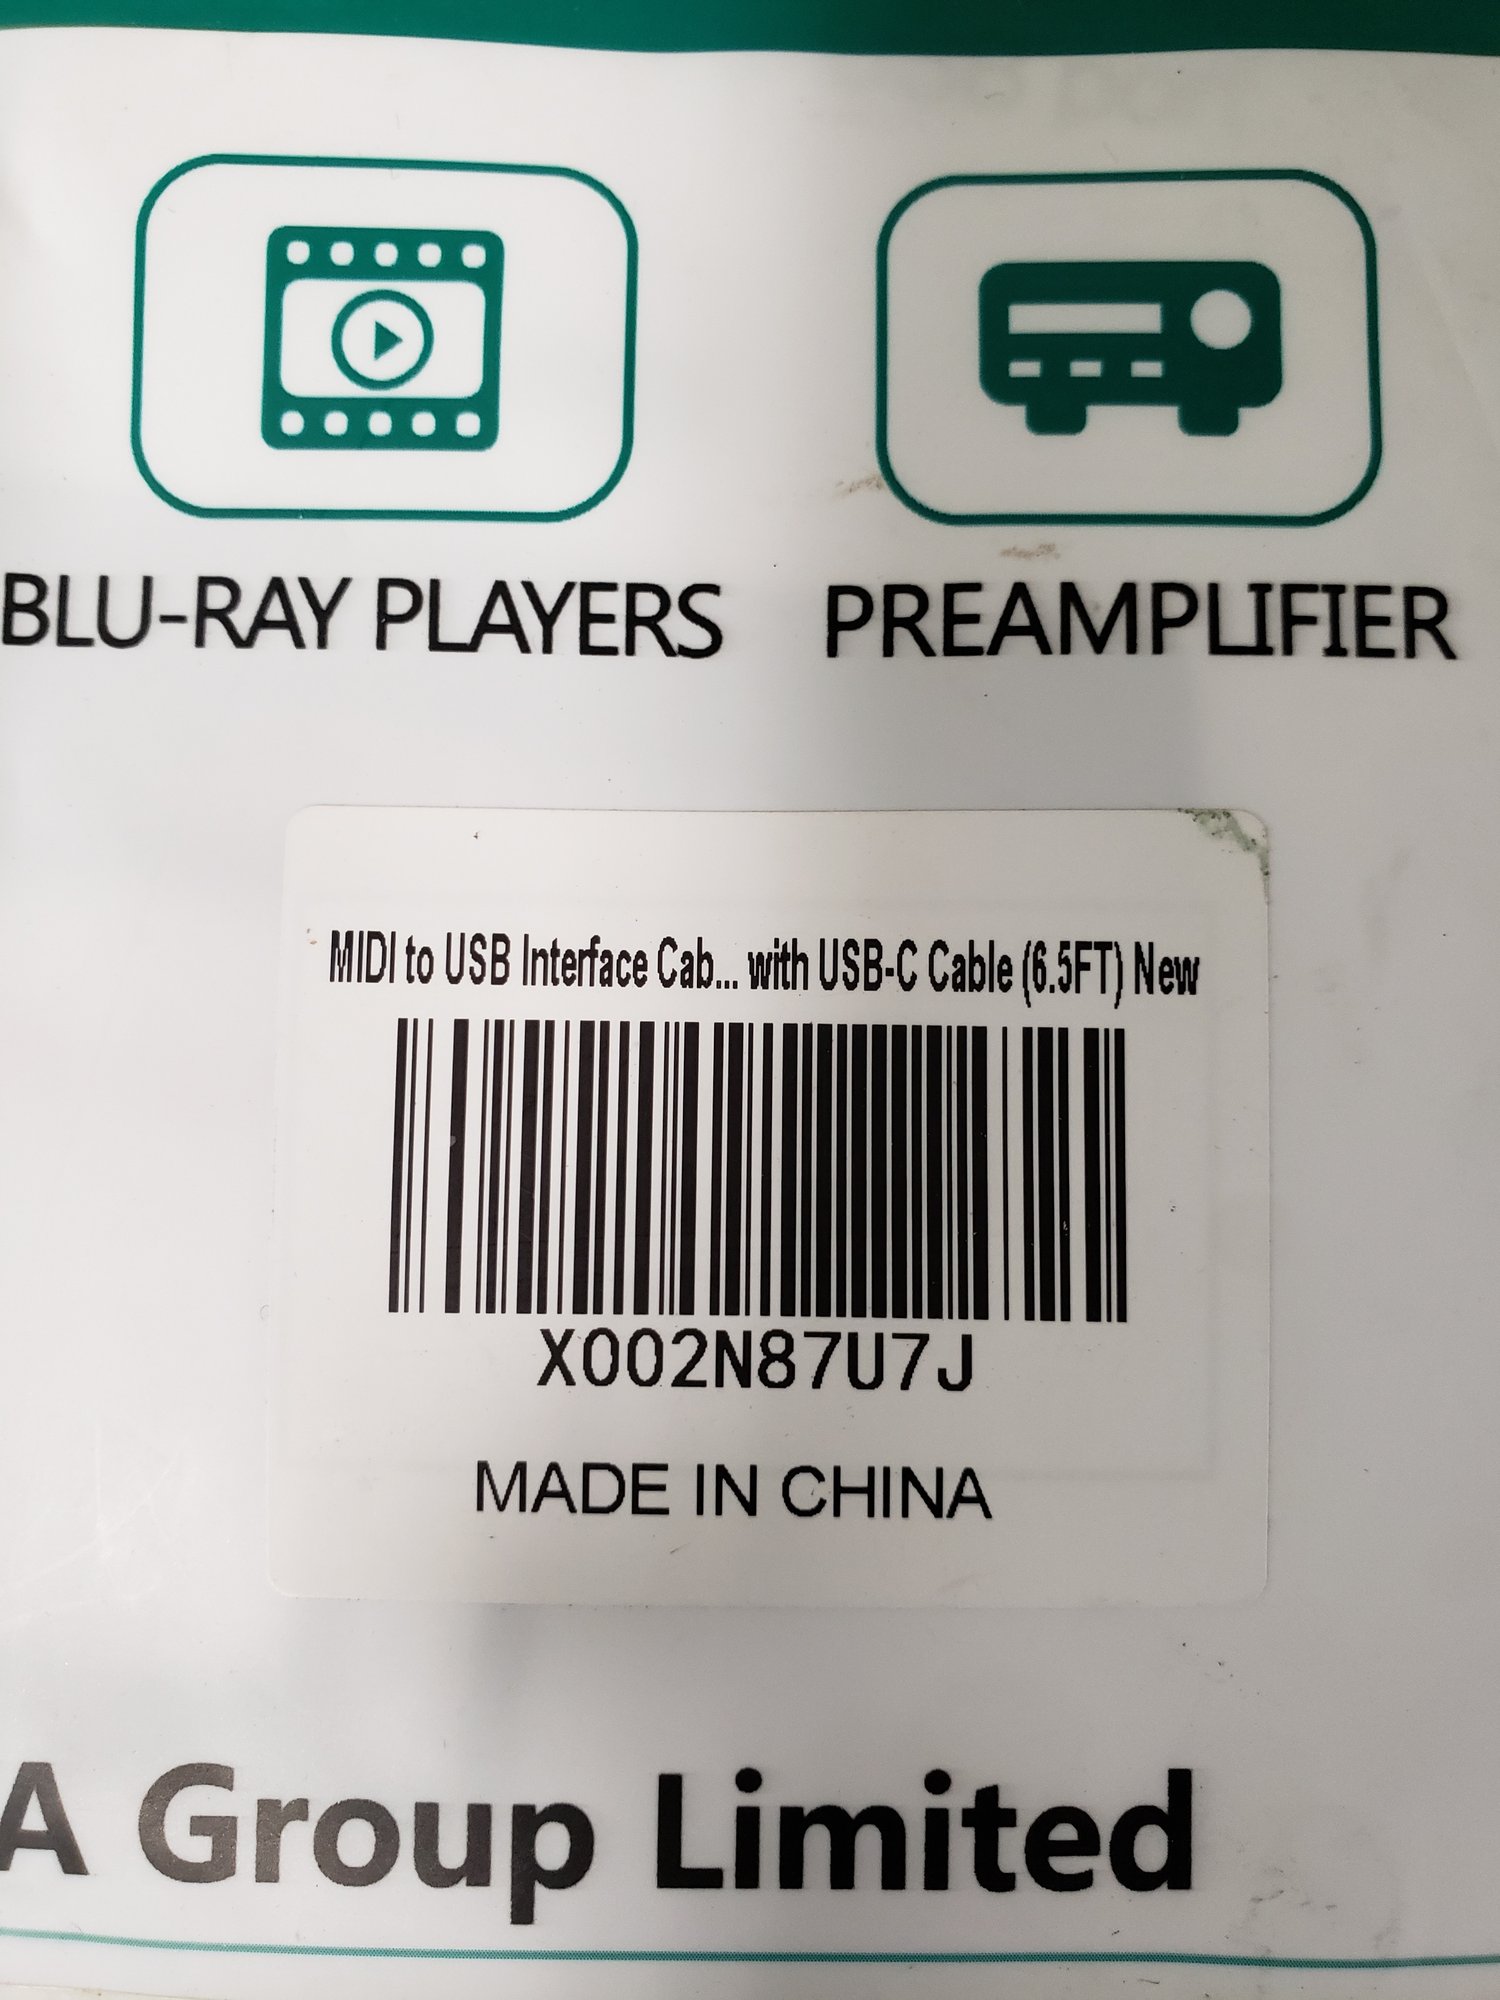 BLU-RAY PLAYERS
PREAMPLIFIER
MIDI to USB Interface Cab... with USB-C Cable (6.5FT) New
X002N87U7J
MADE IN CHINA
A Group Limited